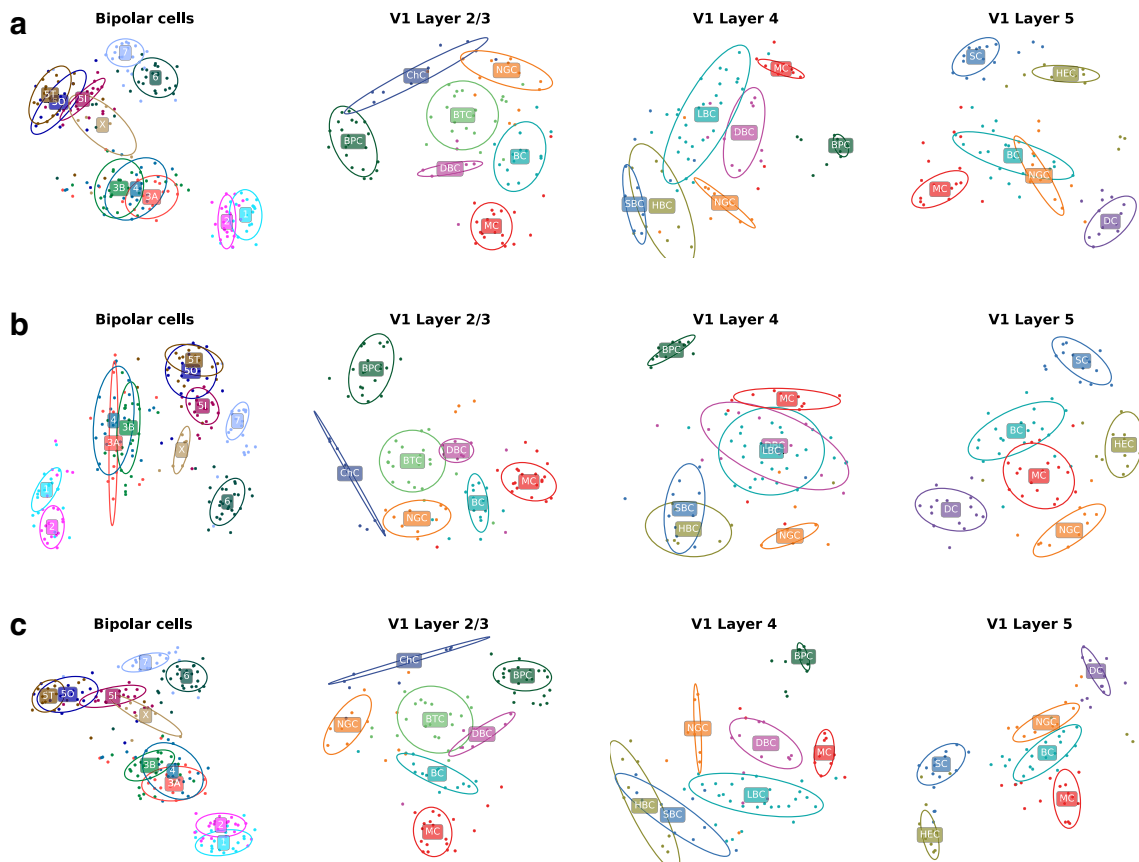 a
Bipolar cells V1 Layer 2/3 V1 Layer 4 V1 Layer 5
7
6
5T
5O
5I
X
3B
4
3A
2
1
ChC
NGC
BTC
BPC
BC
DBC
MC
MC
LBC
DBC
BPC
SBC
HBC
NGC
SC
HEC
BC
NGC
MC
DC
b
Bipolar cells V1 Layer 2/3 V1 Layer 4 V1 Layer 5
5T
5O
5I
7
4
3B
3A
X
1
6
2
BPC
DBC
BTC
ChC
MC
BC
NGC
BPC
MC
DBC
LBC
SBC
HBC
NGC
SC
BC
HEC
MC
DC
NGC
c
Bipolar cells V1 Layer 2/3 V1 Layer 4 V1 Layer 5
7
6
5T
5O
5I
X
3B
4
3A
2
1
ChC
BPC
NGC
BTC
DBC
BC
MC
BPC
NGC
DBC
MC
LBC
HBC
SBC
DC
NGC
BC
SC
MC
HEC